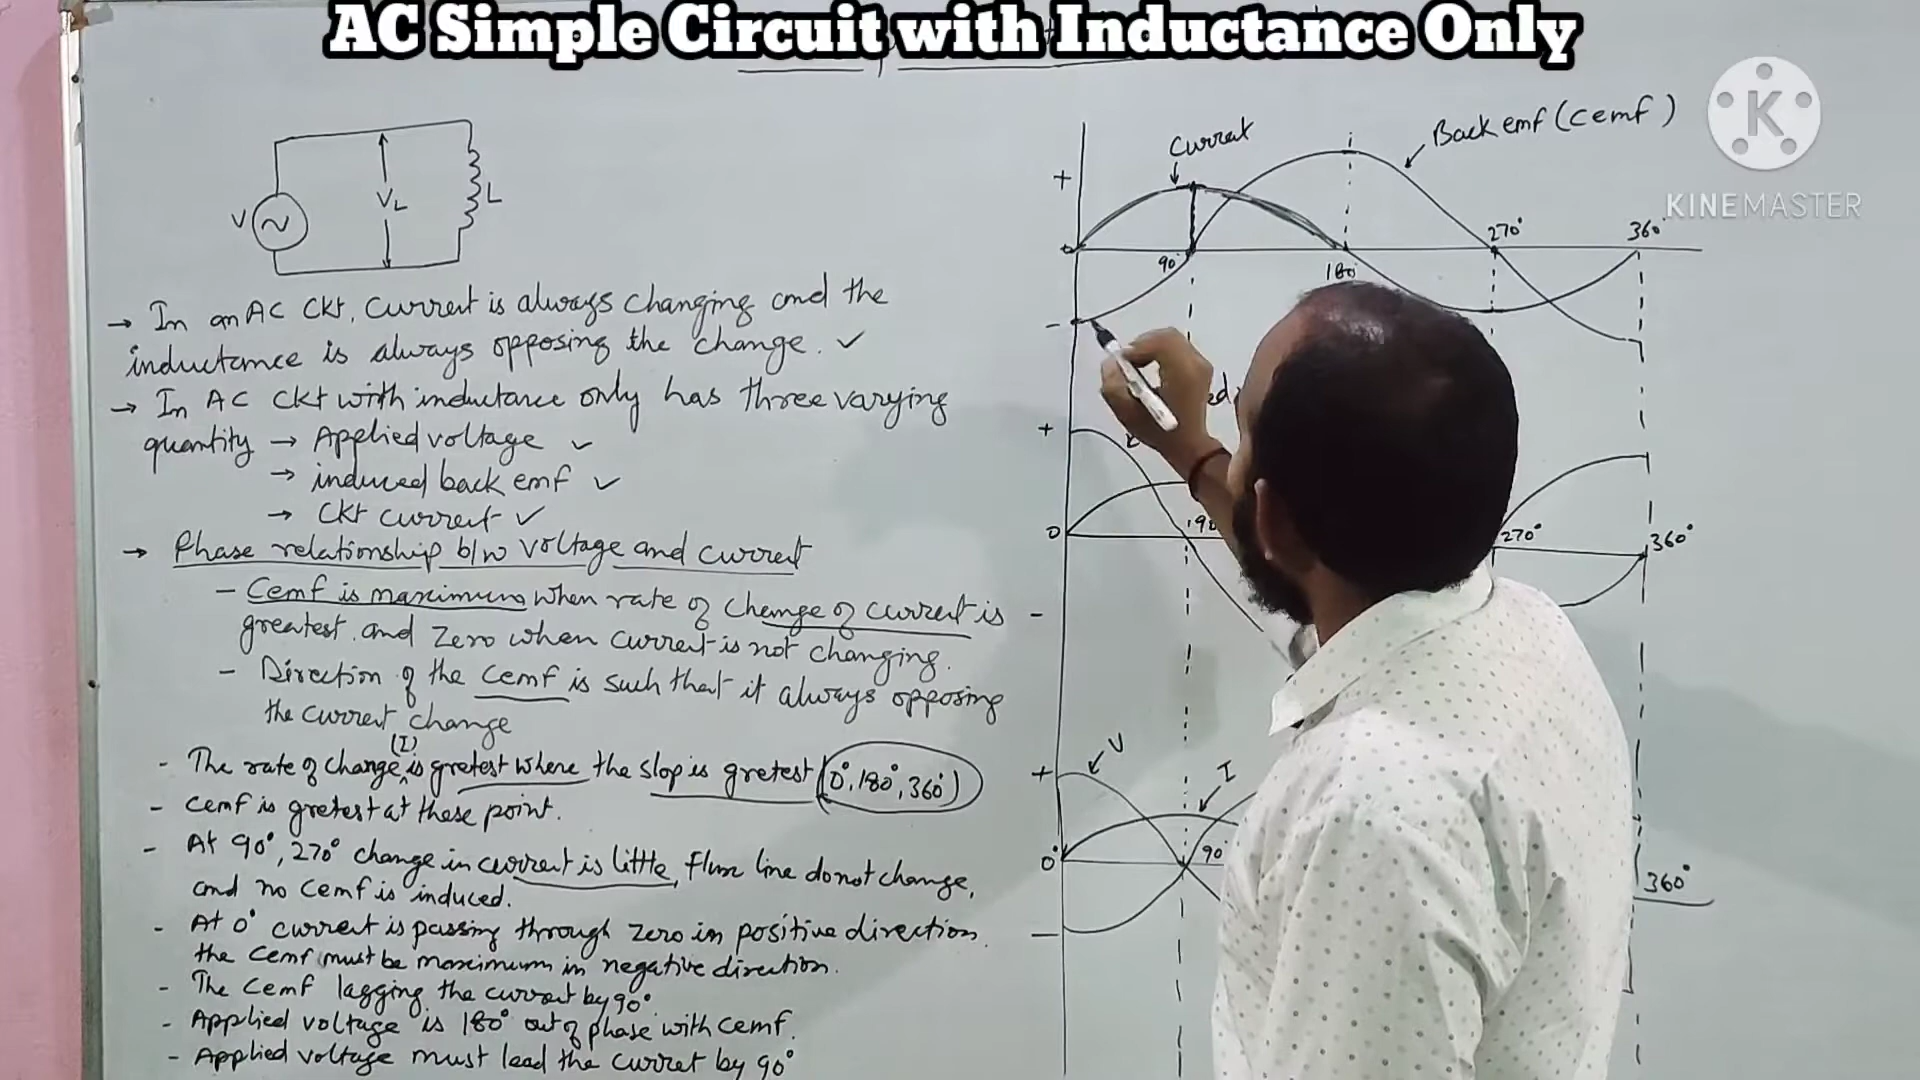 AC Simple Circuit with Inductance Only
KINEMASTER
V
VL
L
→ In an AC Ckt, Current is always changing and the
inductance is always opposing the change. ✓
→ In AC Ckt with inductance only has three varying
quantity → Applied voltage ✓
→ induced back emf ✓
→ Ckt current ✓
→ Phase relationship b/w voltage and current
- Cemf is maximum when rate of change of current is
greatest. and zero when current is not changing.
- Direction of the cemf is such that it always opposing
the current change
(I)
- The rate of change is gretest where the slop is gretest (0°, 180°, 360°)
- Cemf is gretest at these point.
- At 90°, 270° change in current is little, flux line do not change,
and no cemf is induced.
- At 0° current is passing through zero in positive direction.
the cemf must be maximum in negative direction.
- The cemf lagging the current by 90°
- Applied voltage is 180° out of phase with cemf.
- Applied voltage must lead the curret by 90°
Curret
Back emf (cemf)
+
0
90°
180
270°
360°
-
+
0
90
270°
360°
-
+
V
I
0°
90
360°
-